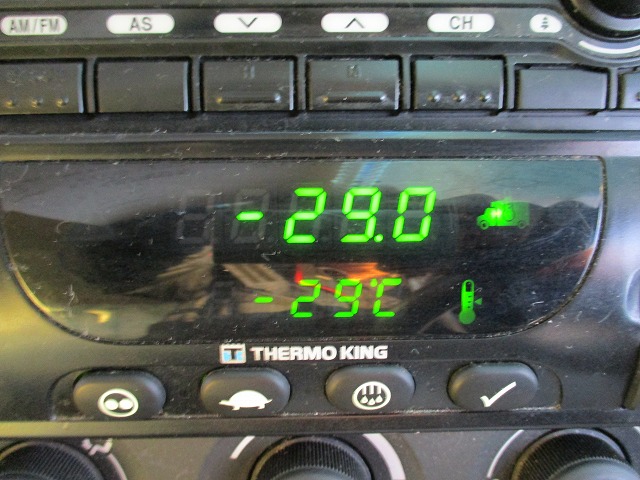 AM/FM AS CH
-29.0
-29°C
THERMO KING